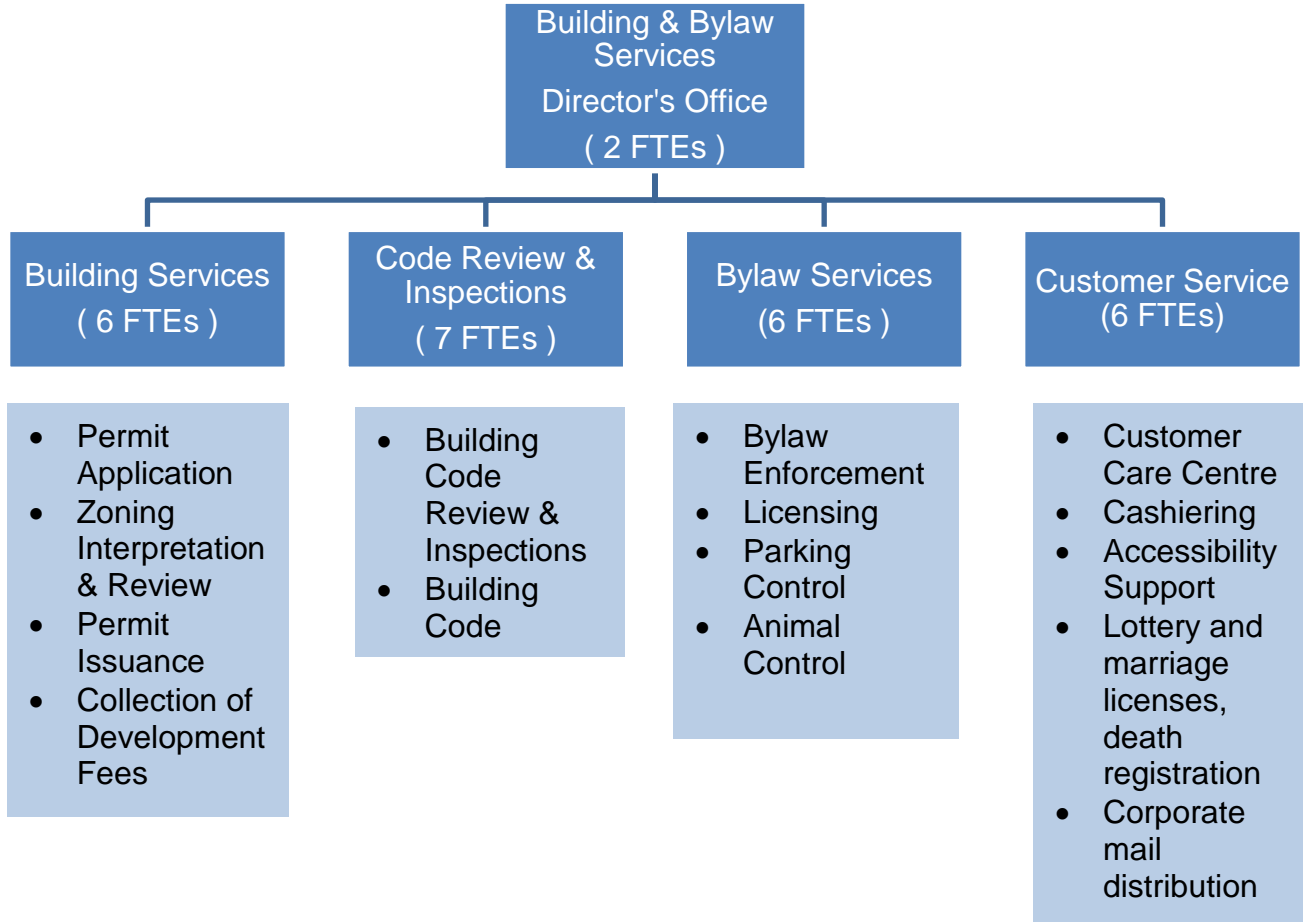 Building & Bylaw
Services
Director's Office
( 2 FTEs )
Building Services
( 6 FTEs )
Code Review &
Inspections
( 7 FTEs )
Bylaw Services
(6 FTEs )
Customer Service
(6 FTEs)
• Permit
Application
• Zoning
Interpretation
& Review
• Permit
Issuance
• Collection of
Development
Fees
• Building
Code
Review &
Inspections
• Building
Code
• Bylaw
Enforcement
• Licensing
• Parking
Control
• Animal
Control
• Customer
Care Centre
• Cashiering
• Accessibility
Support
• Lottery and
marriage
licenses,
death
registration
• Corporate
mail
distribution